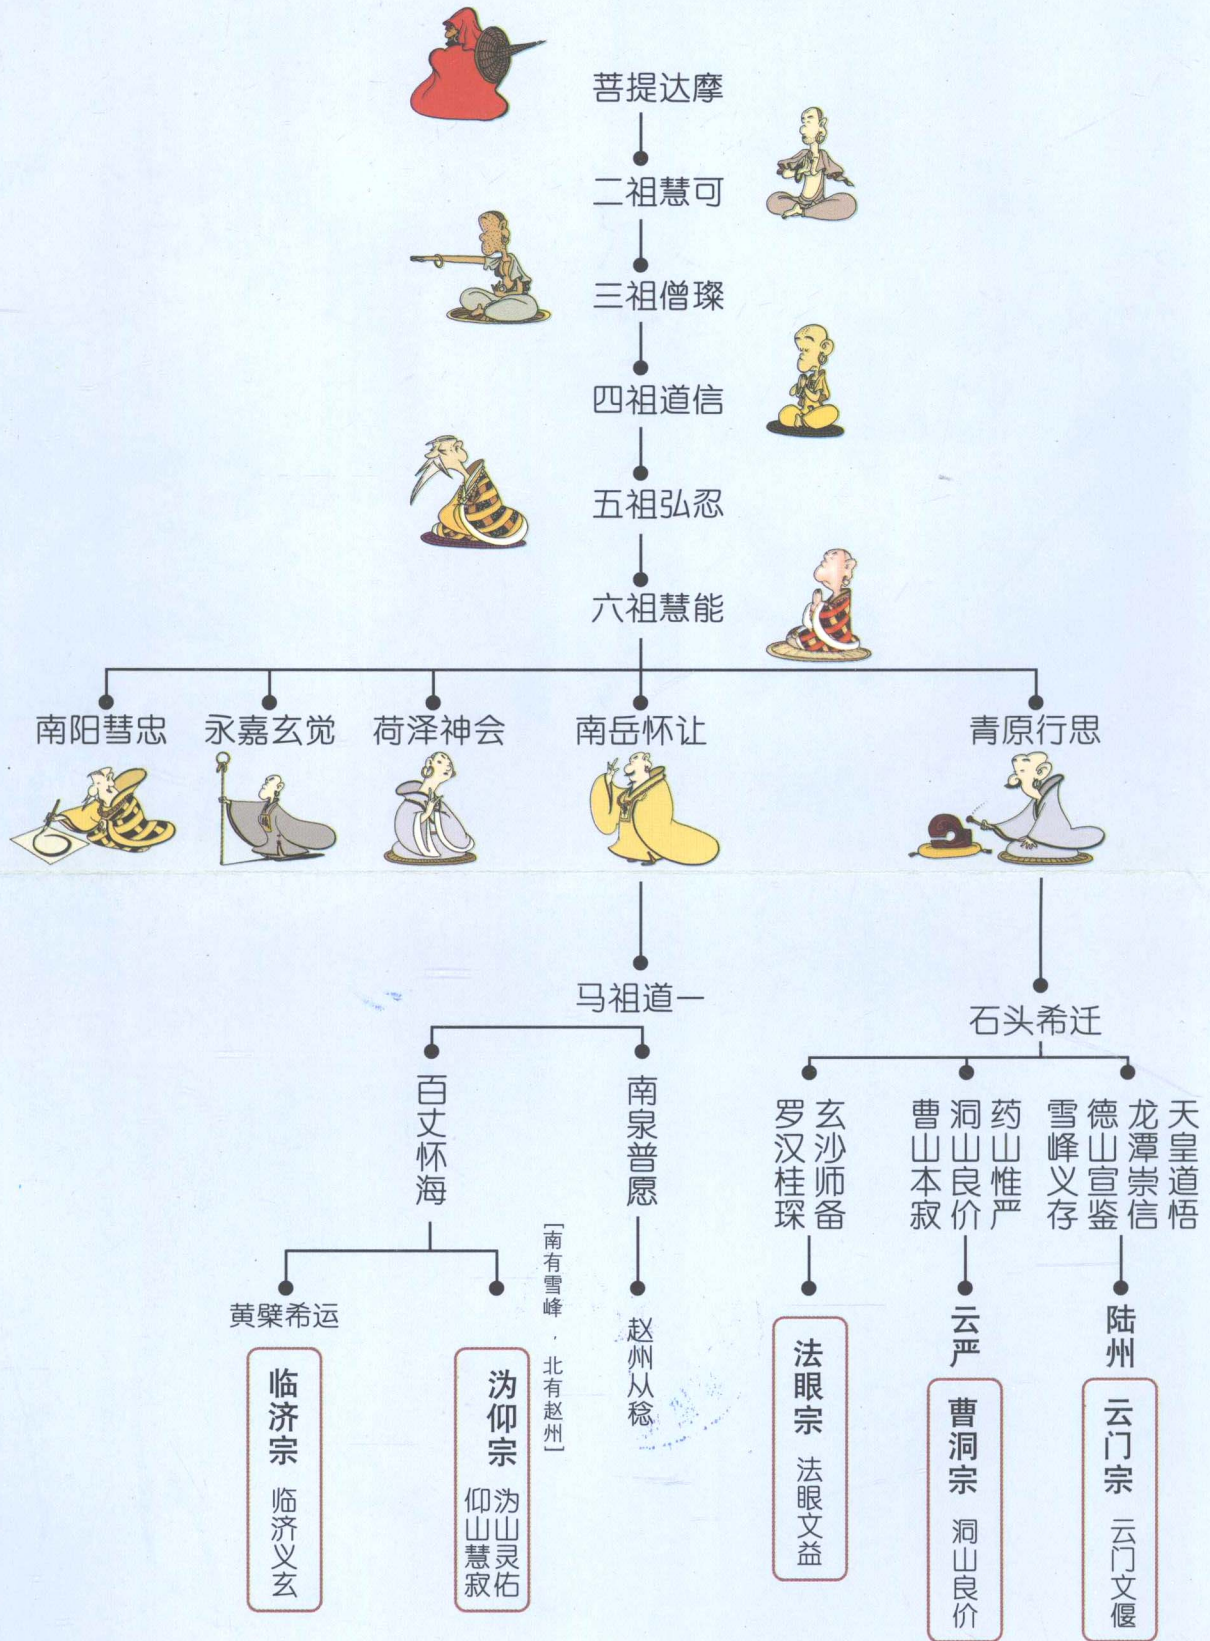 菩提达摩
二祖慧可
三祖僧璨
四祖道信
五祖弘忍
六祖慧能
南阳彗忠
永嘉玄觉
荷泽神会
南岳怀让
青原行思
马祖道一
石头希迁
百丈怀海
南泉普愿
玄沙师备
罗汉桂琛
药山惟严
洞山良价
曹山本寂
天皇道悟
龙潭崇信
德山宣鉴
雪峰义存
黄檗希运
临济宗 临济义玄
沩仰宗 沩山灵佑
仰山慧寂
[南有雪峰,北有赵州]
赵州从稔
法眼宗 法眼文益
云严
曹洞宗 洞山良价
陆州
云门宗 云门文偃